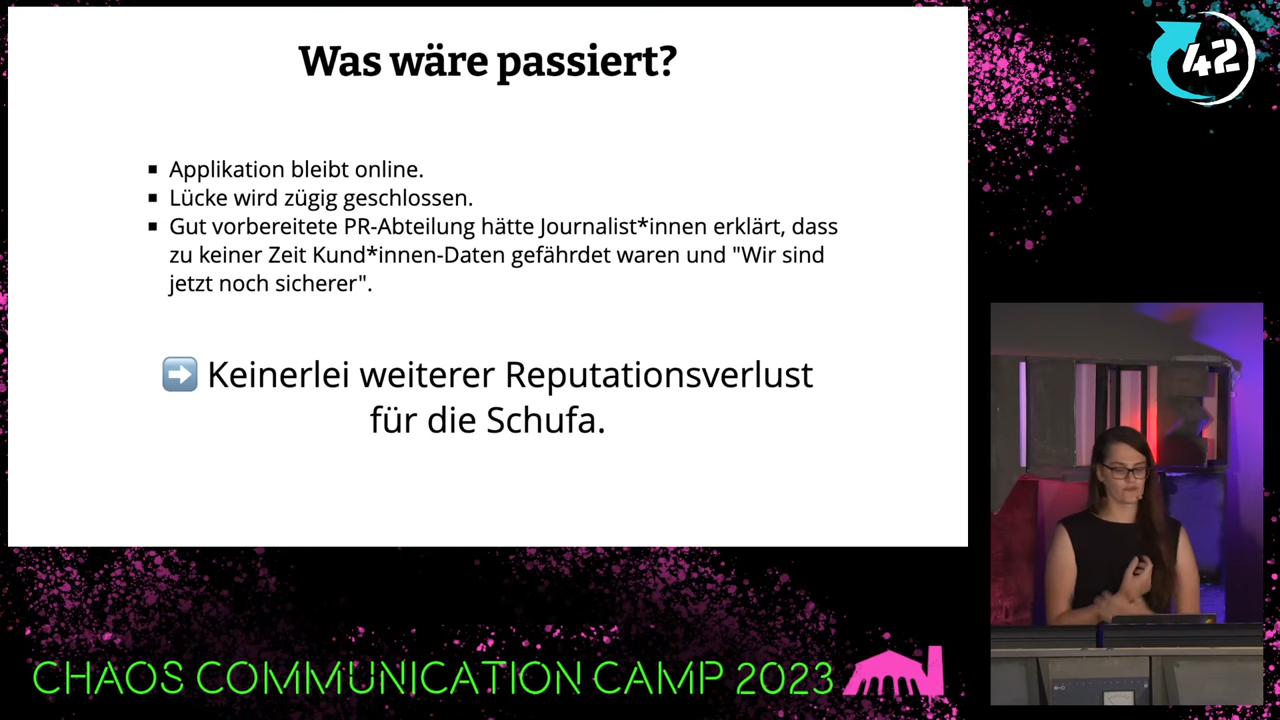 Was wäre passiert?
42
▪ Applikation bleibt online.
▪ Lücke wird zügig geschlossen.
▪ Gut vorbereitete PR-Abteilung hätte Journalist*innen erklärt, dass
zu keiner Zeit Kund*innen-Daten gefährdet waren und "Wir sind
jetzt noch sicherer".
➡️ Keinerlei weiterer Reputationsverlust
für die Schufa.
CHAOS COMMUNICATION CAMP 2023